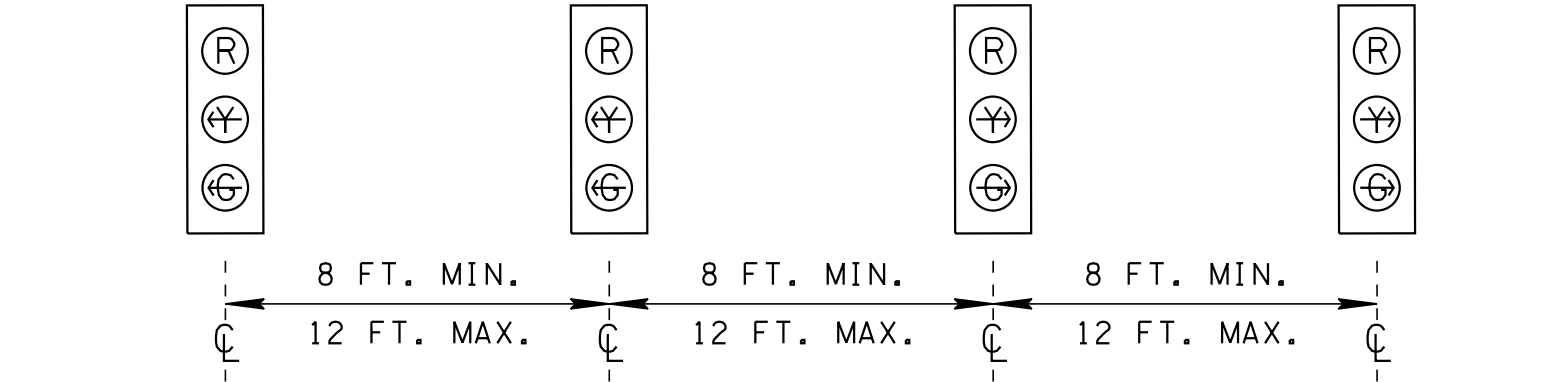 R R R R
Y Y Y Y
G G G G
8 FT. MIN. 8 FT. MIN. 8 FT. MIN.
12 FT. MAX. 12 FT. MAX. 12 FT. MAX.
℄ ℄ ℄ ℄